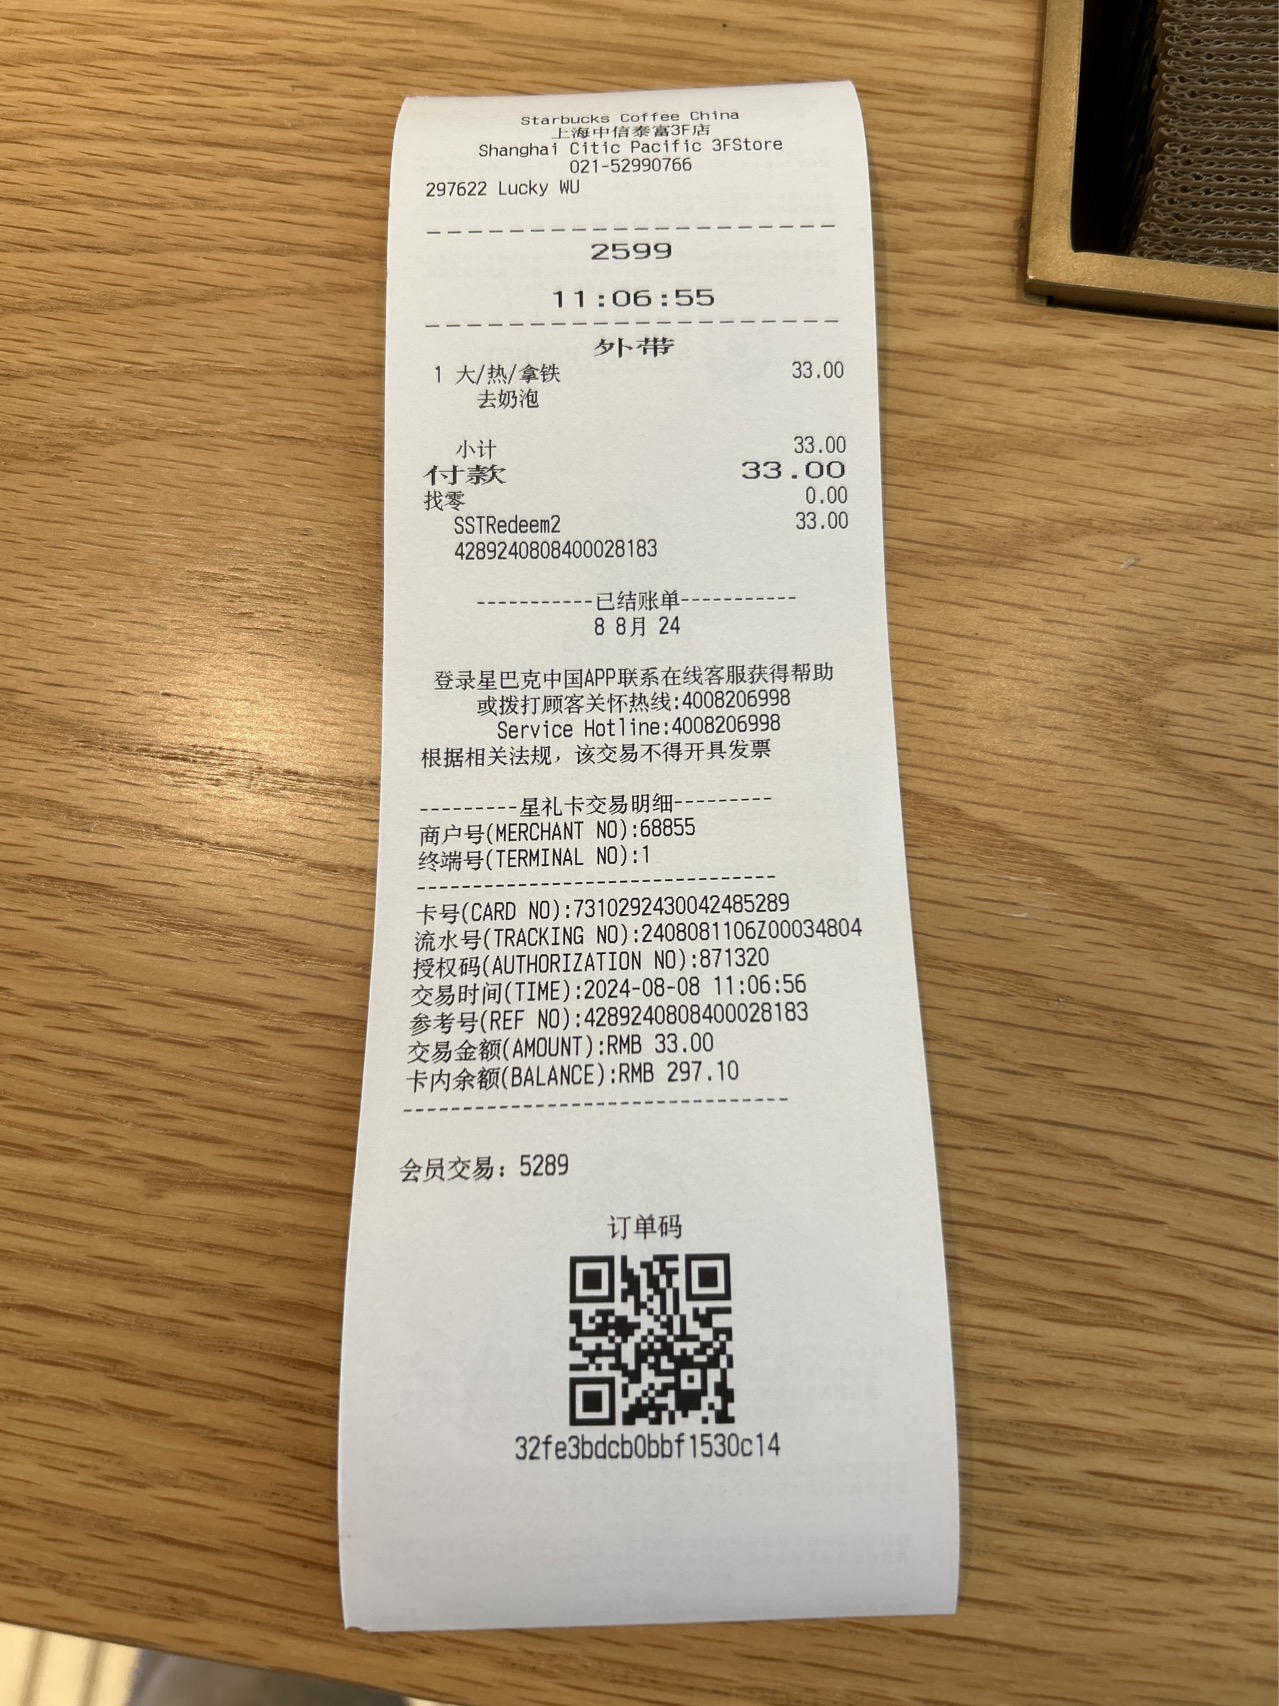 Starbucks Coffee China
上海中信泰富3F店
Shanghai Citic Pacific 3FStore
021-52990766
297622 Lucky WU
--------------------
2599
11:06:55
--------------------
外带
1 大/热/拿铁 33.00
去奶泡
小计 33.00
付款 33.00
找零 0.00
SSTRedeem2 33.00
4289240808400028183
-----------已结账单-----------
8 8月 24
登录星巴克中国APP联系在线客服获得帮助
或拨打顾客关怀热线:4008206998
Service Hotline:4008206998
根据相关法规，该交易不得开具发票
---------星礼卡交易明细---------
商户号(MERCHANT NO):68855
终端号(TERMINAL NO):1
--------------------------------
卡号(CARD NO):7310292430042485289
流水号(TRACKING NO):2408081106Z00034804
授权码(AUTHORIZATION NO):871320
交易时间(TIME):2024-08-08 11:06:56
参考号(REF NO):4289240808400028183
交易金额(AMOUNT):RMB 33.00
卡内余额(BALANCE):RMB 297.10
--------------------------------
会员交易: 5289
订单码
32fe3bdcb0bbf1530c14